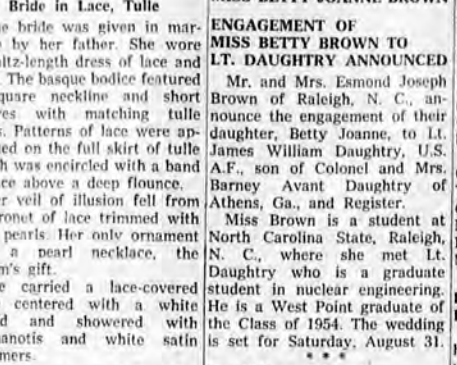 Bride in Lace, Tulle
bride was given in mar-
by her father. She wore
ltz-length dress of lace and
The basque bodice featured
quare neckline and short
es with matching tulle
Patterns of lace were ap-
ed on the full skirt of tulle
h was encircled with a band
ce above a deep flounce.
r veil of illusion fell from
ronet of lace trimmed with
pearls. Her only ornament
a pearl necklace, the
m's gift.
e carried a lace-covered
centered with a white
d and showered with
anotis and white satin
mers.
ENGAGEMENT OF
MISS BETTY BROWN TO
LT. DAUGHTRY ANNOUNCED
Mr. and Mrs. Esmond Joseph
Brown of Raleigh, N. C., an-
nounce the engagement of their
daughter, Betty Joanne, to Lt.
James William Daughtry, U.S.
A.F., son of Colonel and Mrs.
Barney Avant Daughtry of
Athens, Ga., and Register.
Miss Brown is a student at
North Carolina State, Raleigh,
N. C., where she met Lt.
Daughtry who is a graduate
student in nuclear engineering.
He is a West Point graduate of
the Class of 1954. The wedding
is set for Saturday, August 31.
* * *